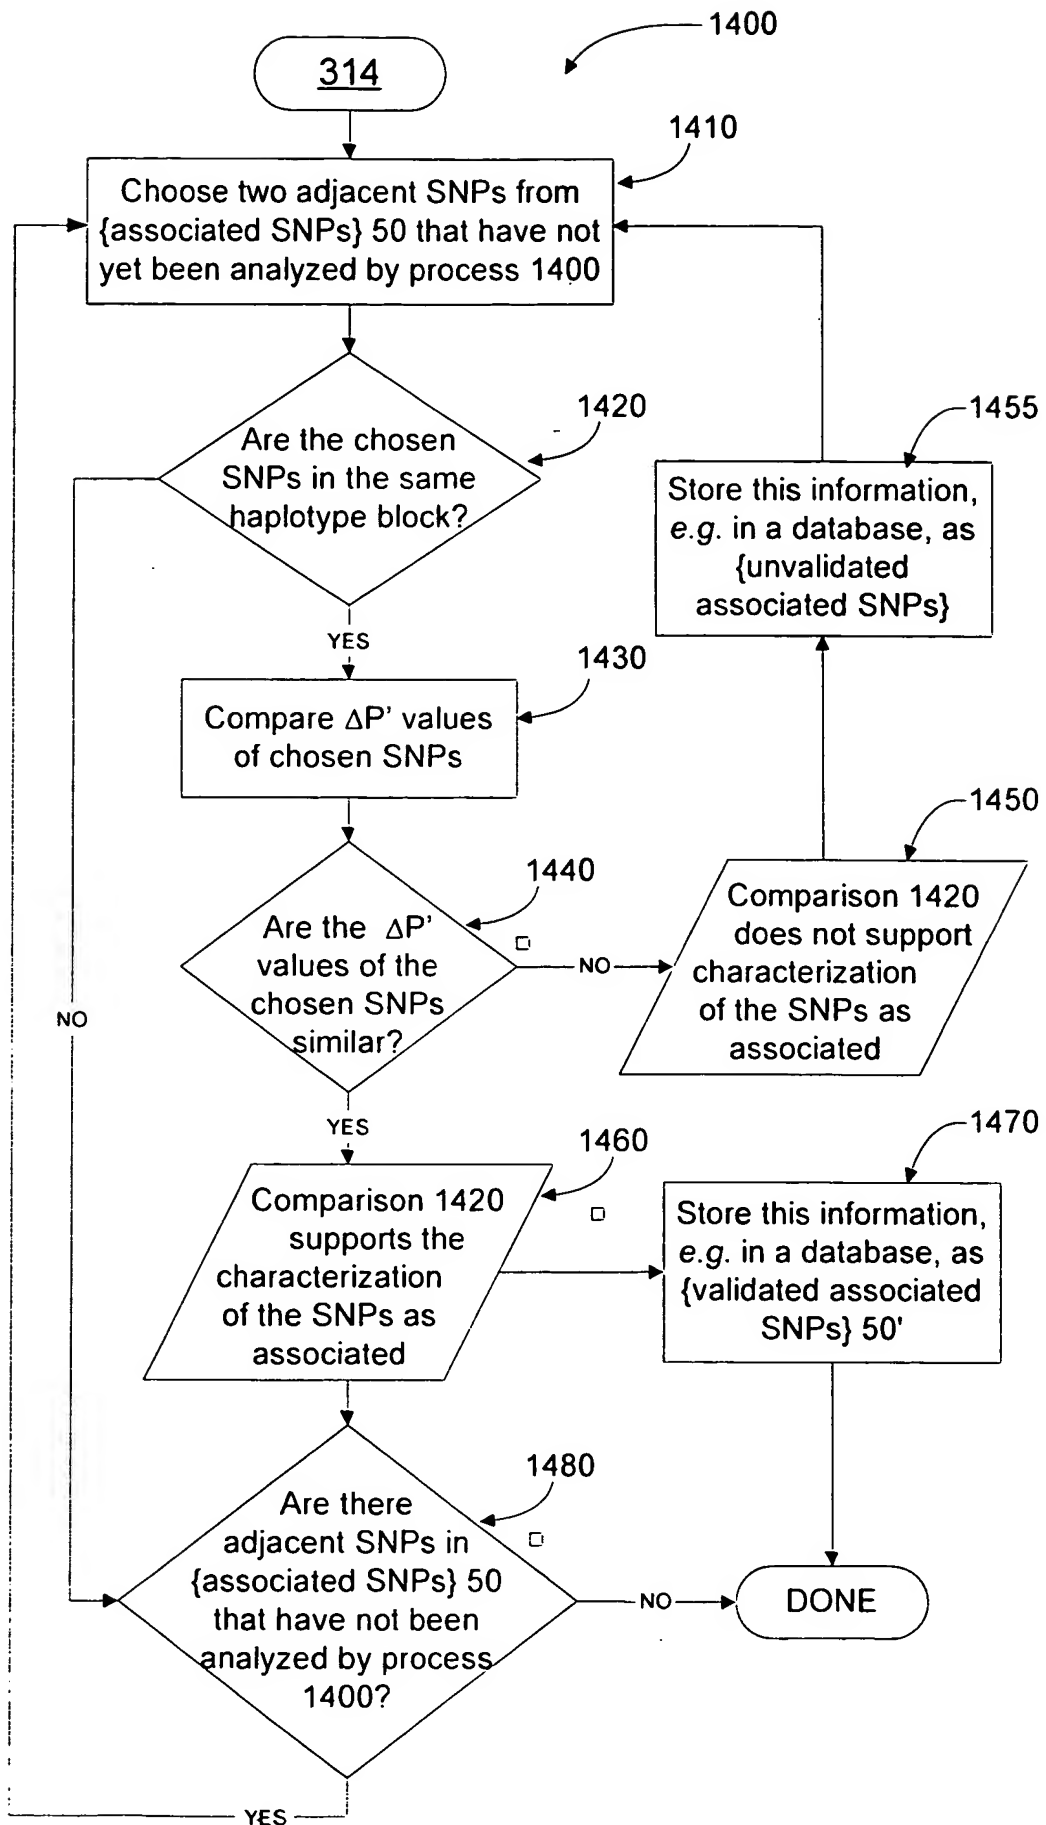 1400
314
1410
Choose two adjacent SNPs from
{associated SNPs} 50 that have not
yet been analyzed by process 1400
1420
Are the chosen
SNPs in the same
haplotype block?
1455
Store this information,
e.g. in a database, as
{unvalidated
associated SNPs}
YES
1430
Compare ΔP' values
of chosen SNPs
1450
Comparison 1420
does not support
characterization
of the SNPs as
associated
1440
Are the ΔP'
values of the
chosen SNPs
similar?
NO
NO
YES
1460
Comparison 1420
supports the
characterization
of the SNPs as
associated
1470
Store this information,
e.g. in a database, as
{validated associated
SNPs} 50'
1480
Are there
adjacent SNPs in
{associated SNPs} 50
that have not been
analyzed by process
1400?
NO
DONE
YES